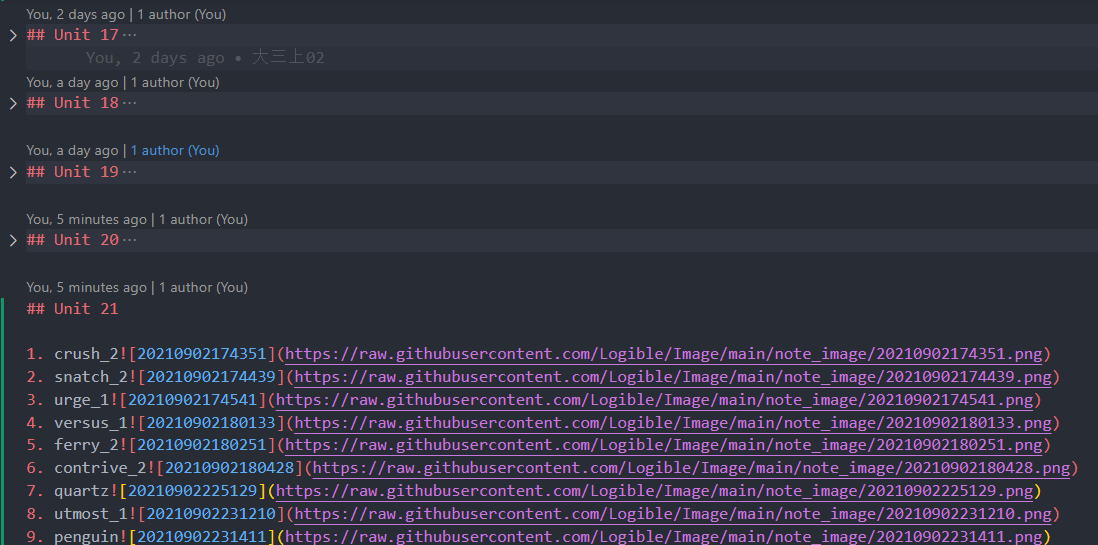 You, 2 days ago | 1 author (You)
## Unit 17···
You, 2 days ago • 大三上02
You, a day ago | 1 author (You)
## Unit 18···
You, a day ago | 1 author (You)
## Unit 19···
You, 5 minutes ago | 1 author (You)
## Unit 20···
You, 5 minutes ago | 1 author (You)
## Unit 21
1. crush_2![20210902174351](https://raw.githubusercontent.com/Logible/Image/main/note_image/20210902174351.png)
2. snatch_2![20210902174439](https://raw.githubusercontent.com/Logible/Image/main/note_image/20210902174439.png)
3. urge_1![20210902174541](https://raw.githubusercontent.com/Logible/Image/main/note_image/20210902174541.png)
4. versus_1![20210902180133](https://raw.githubusercontent.com/Logible/Image/main/note_image/20210902180133.png)
5. ferry_2![20210902180251](https://raw.githubusercontent.com/Logible/Image/main/note_image/20210902180251.png)
6. contrive_2![20210902180428](https://raw.githubusercontent.com/Logible/Image/main/note_image/20210902180428.png)
7. quartz![20210902225129](https://raw.githubusercontent.com/Logible/Image/main/note_image/20210902225129.png)
8. utmost_1![20210902231210](https://raw.githubusercontent.com/Logible/Image/main/note_image/20210902231210.png)
9. penguin![20210902231411](https://raw.githubusercontent.com/Logible/Image/main/note_image/20210902231411.png)